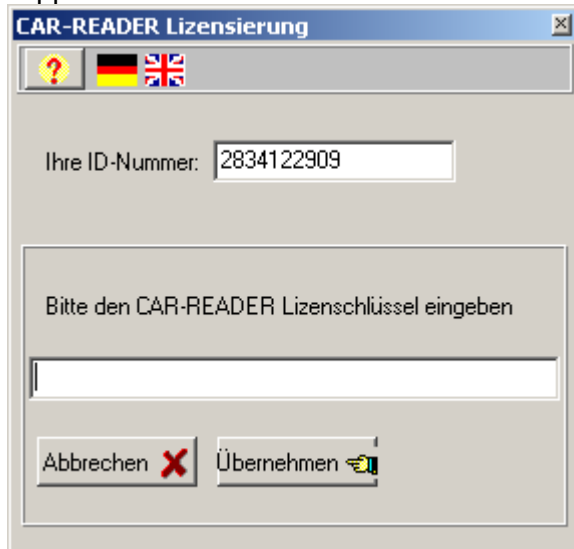 CAR-READER Lizensierung
Ihre ID-Nummer: 2834122909
Bitte den CAR-READER Lizenschlüssel eingeben
Abbrechen Übernehmen